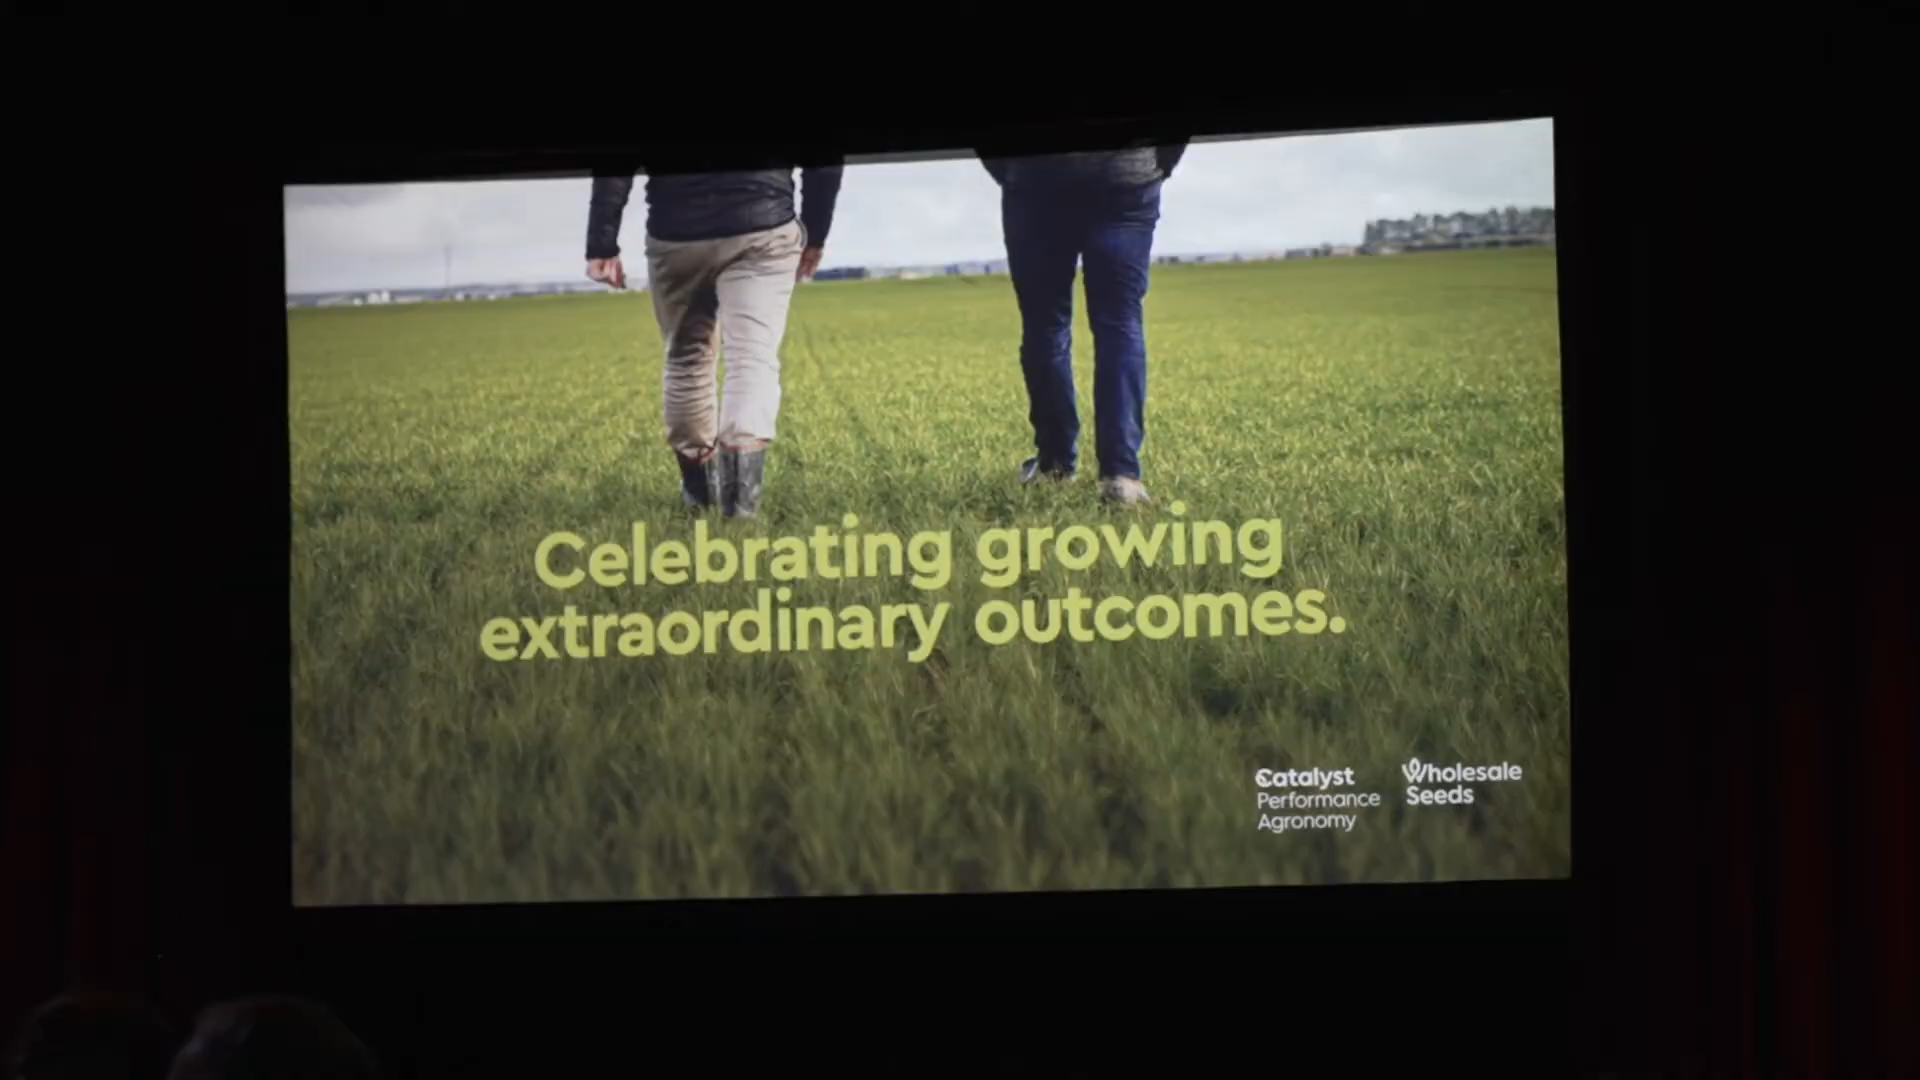 Celebrating growing
extraordinary outcomes.
Catalyst
Performance
Agronomy
Wholesale
Seeds